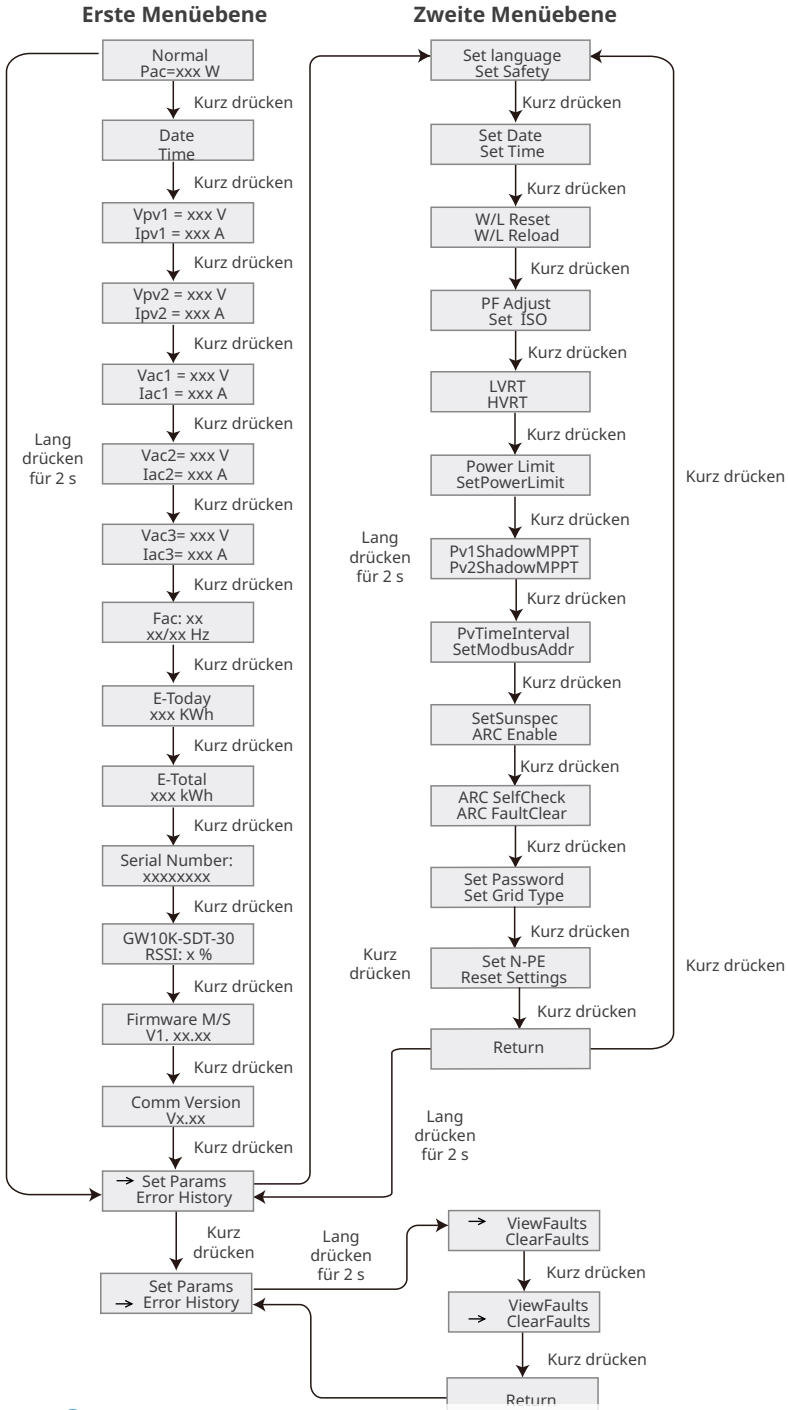 Erste Menüebene
Normal
Pac=xxx W
Kurz drücken
Date
Time
Kurz drücken
Vpv1 = xxx V
Ipv1 = xxx A
Kurz drücken
Vpv2 = xxx V
Ipv2 = xxx A
Kurz drücken
Vac1 = xxx V
Iac1 = xxx A
Kurz drücken
Vac2= xxx V
Iac2= xxx A
Kurz drücken
Vac3= xxx V
Iac3= xxx A
Kurz drücken
Fac: xx
xx/xx Hz
Kurz drücken
E-Today
xxx KWh
Kurz drücken
E-Total
xxx kWh
Kurz drücken
Serial Number:
xxxxxxxx
Kurz drücken
GW10K-SDT-30
RSSI: x %
Kurz drücken
Firmware M/S
V1. xx.xx
Kurz drücken
Comm Version
Vx.xx
Kurz drücken
→ Set Params
Error History
Lang
drücken
für 2 s
Kurz
drücken
Set Params
→ Error History
Lang
drücken
für 2 s
Zweite Menüebene
Set language
Set Safety
Kurz drücken
Set Date
Set Time
Kurz drücken
W/L Reset
W/L Reload
Kurz drücken
PF Adjust
Set ISO
Kurz drücken
LVRT
HVRT
Kurz drücken
Power Limit
SetPowerLimit
Kurz drücken
Pv1ShadowMPPT
Pv2ShadowMPPT
Kurz drücken
PvTimeInterval
SetModbusAddr
Kurz drücken
SetSunspec
ARC Enable
Kurz drücken
ARC SelfCheck
ARC FaultClear
Kurz drücken
Set Password
Set Grid Type
Kurz drücken
Set N-PE
Reset Settings
Kurz drücken
Return
Lang
drücken
für 2 s
Kurz
drücken
Kurz drücken
Kurz drücken
Lang
drücken
für 2 s
→ ViewFaults
ClearFaults
Kurz drücken
ViewFaults
→ ClearFaults
Kurz drücken
Return